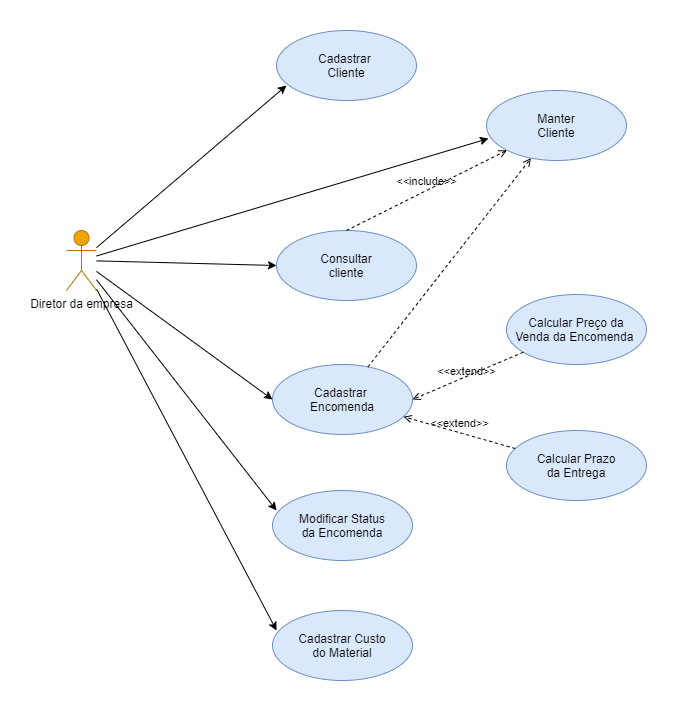 Cadastrar
Cliente
Manter
Cliente
<<include>>
Consultar
cliente
Diretor da empresa
Calcular Preço da
Venda da Encomenda
<<extend>>
Cadastrar
Encomenda
<<extend>>
Calcular Prazo
da Entrega
Modificar Status
da Encomenda
Cadastrar Custo
do Material